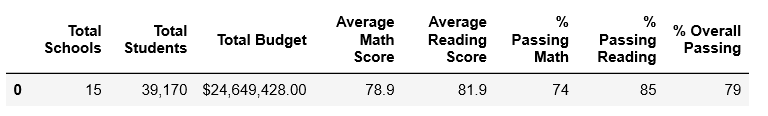 Total Schools Total Students Total Budget Average Math Score Average Reading Score % Passing Math % Passing Reading % Overall Passing
0 15 39,170 $24,649,428.00 78.9 81.9 74 85 79